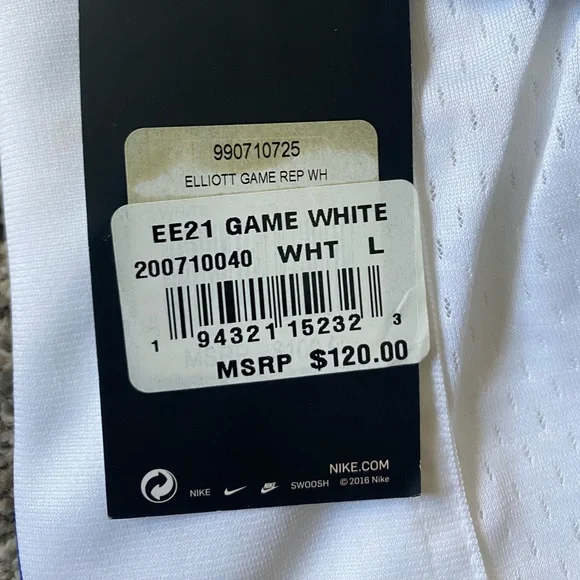 990710725
ELLIOTT GAME REP WH
EE21 GAME WHITE
200710040 WHT L
1 94321 15232 3
MSRP $120.00
NIKE.COM
NIKE SWOOSH © 2016 Nike